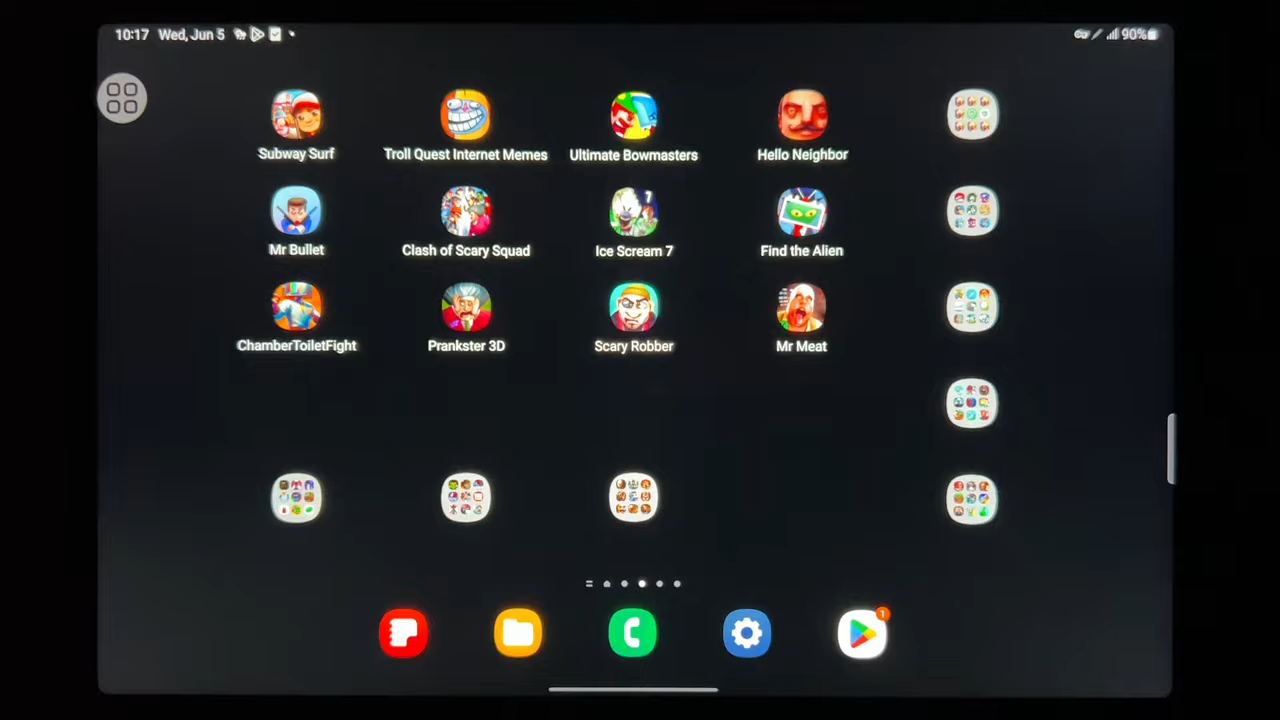 10:17 Wed, Jun 5
90%
Subway Surf
Troll Quest Internet Memes
Ultimate Bowmasters
Hello Neighbor
Mr Bullet
Clash of Scary Squad
Ice Scream 7
Find the Alien
ChamberToiletFight
Prankster 3D
Scary Robber
Mr Meat
1